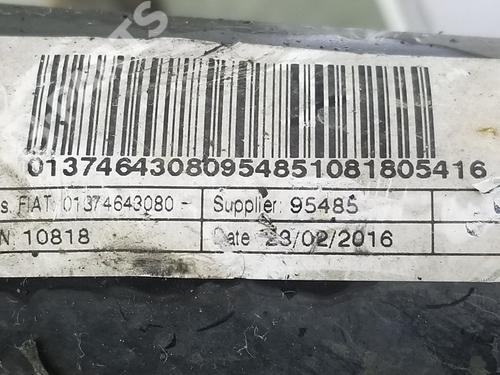 01374643080954851081805416
s. FIAT: 01374643080 -
Supplier: 95485
N: 10818
Date 23/02/2016